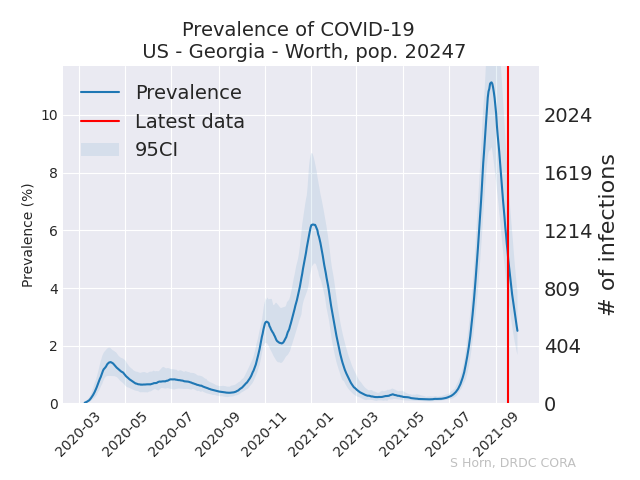 Prevalence of COVID-19
US - Georgia - Worth, pop. 20247
Prevalence
Latest data
95CI
Prevalence (%)
10
8
6
4
2
0
2024
1619
1214
809
404
0
# of infections
2020-03
2020-05
2020-07
2020-09
2020-11
2021-01
2021-03
2021-05
2021-07
2021-09
S Horn, DRDC CORA